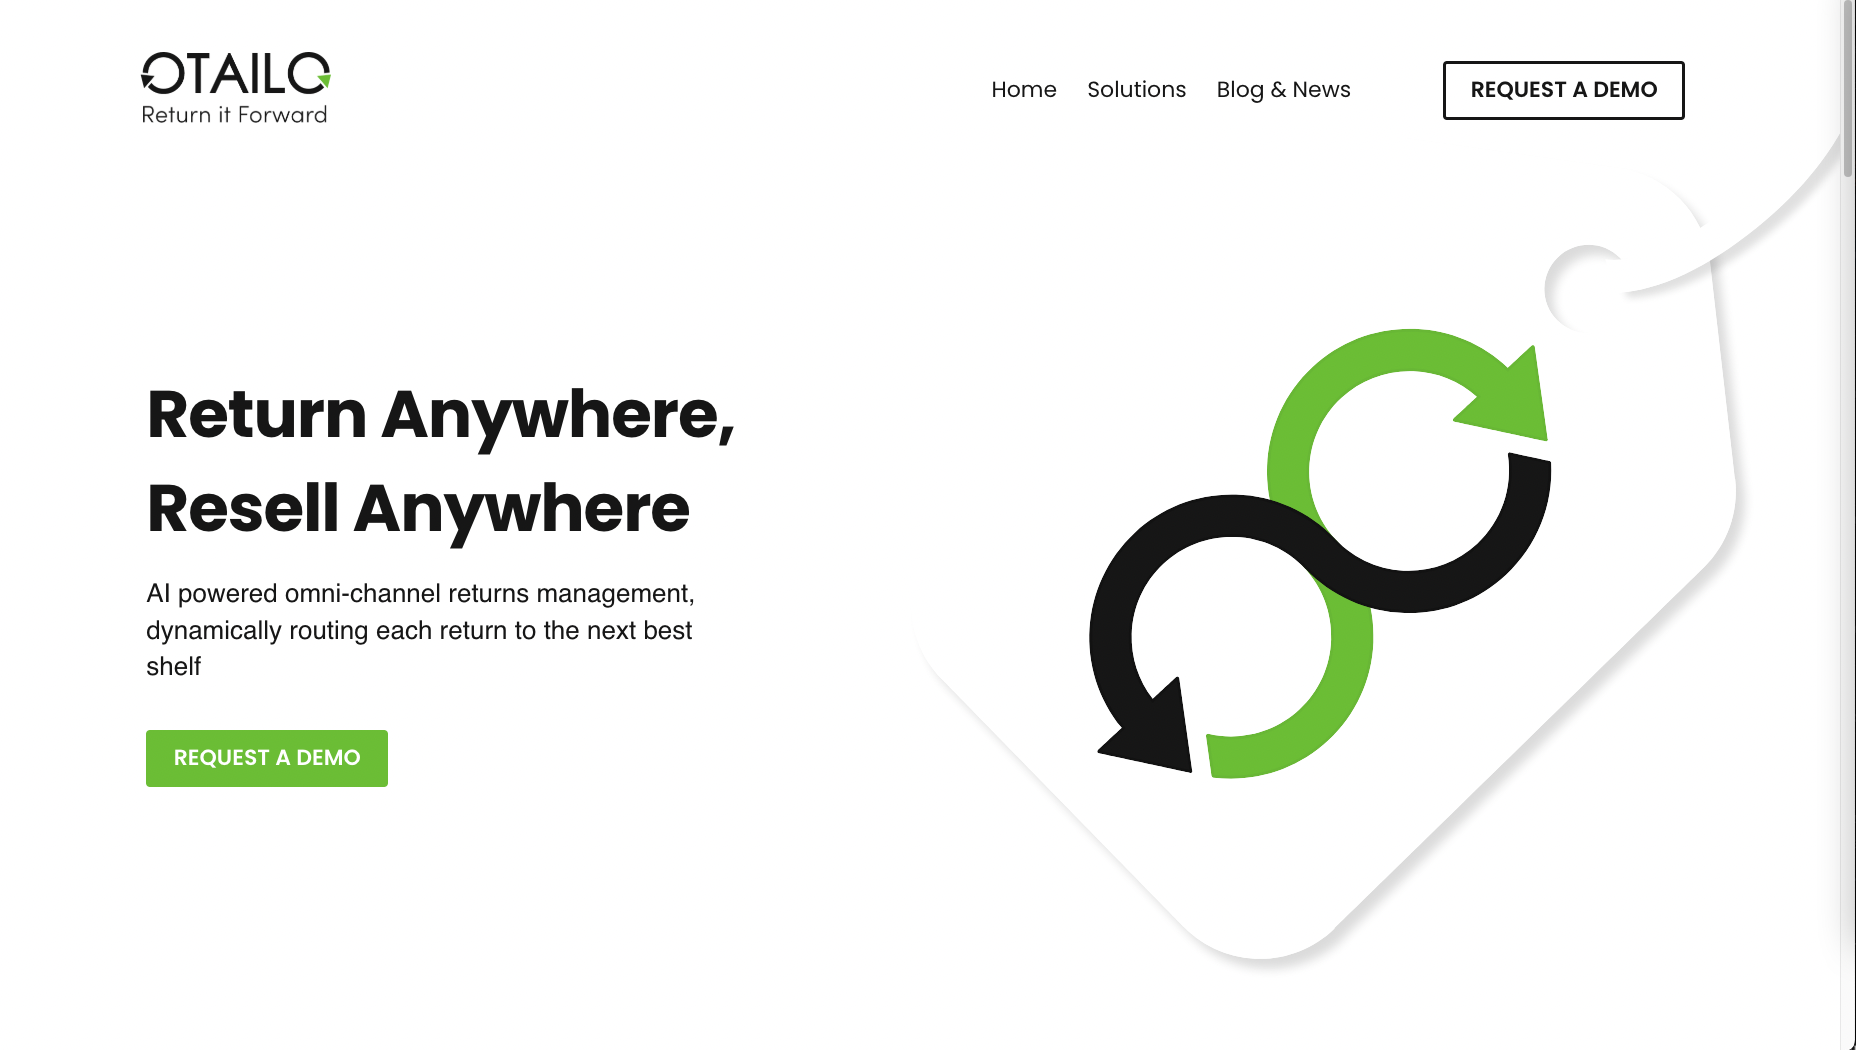 OTAILO
Return it Forward
Home
Solutions
Blog & News
REQUEST A DEMO
Return Anywhere,
Resell Anywhere
AI powered omni-channel returns management,
dynamically routing each return to the next best
shelf
REQUEST A DEMO